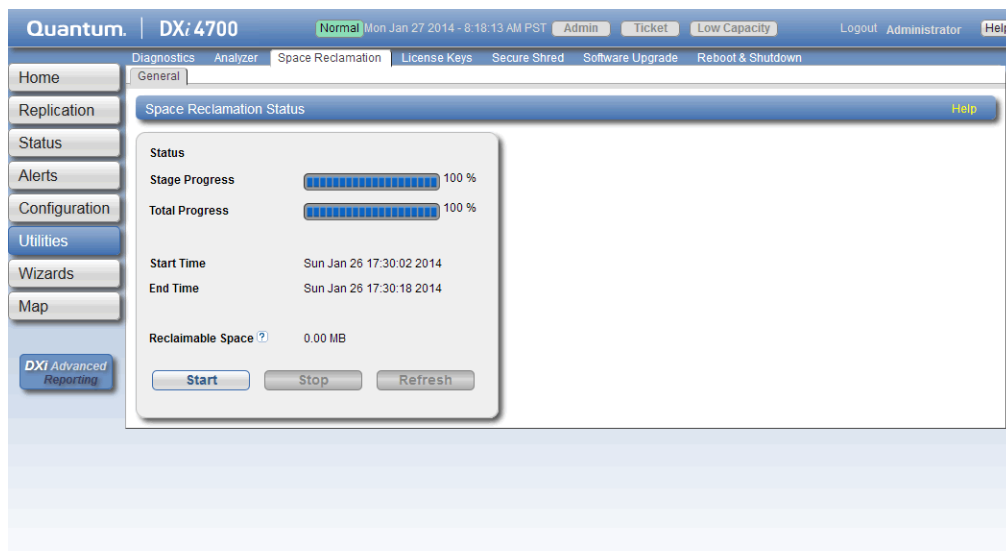 Quantum. DXi4700 Normal Mon Jan 27 2014 - 8:18:13 AM PST Admin Ticket Low Capacity Logout Administrator Help
Diagnostics Analyzer Space Reclamation License Keys Secure Shred Software Upgrade Reboot & Shutdown
General
Home
Replication
Status
Alerts
Configuration
Utilities
Wizards
Map
DXi Advanced
Reporting
Space Reclamation Status Help
Status
Stage Progress 100 %
Total Progress 100 %
Start Time Sun Jan 26 17:30:02 2014
End Time Sun Jan 26 17:30:18 2014
Reclaimable Space ? 0.00 MB
Start Stop Refresh